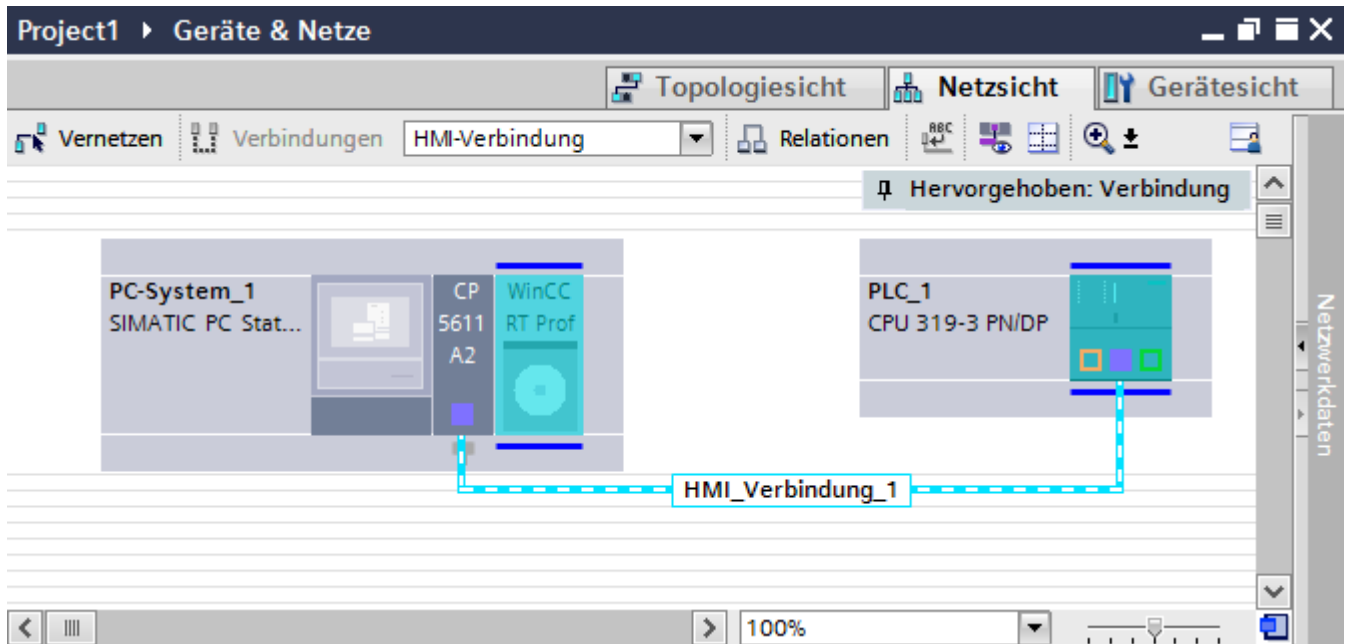 Project1 ▸ Geräte & Netze
Topologiesicht Netzsicht Gerätesicht
Vernetzen Verbindungen HMI-Verbindung Relationen ABC
Hervorgehoben: Verbindung
PC-System_1
SIMATIC PC Stat...
CP
5611
A2
WinCC
RT Prof
PLC_1
CPU 319-3 PN/DP
HMI_Verbindung_1
Netzwerkdaten
100%